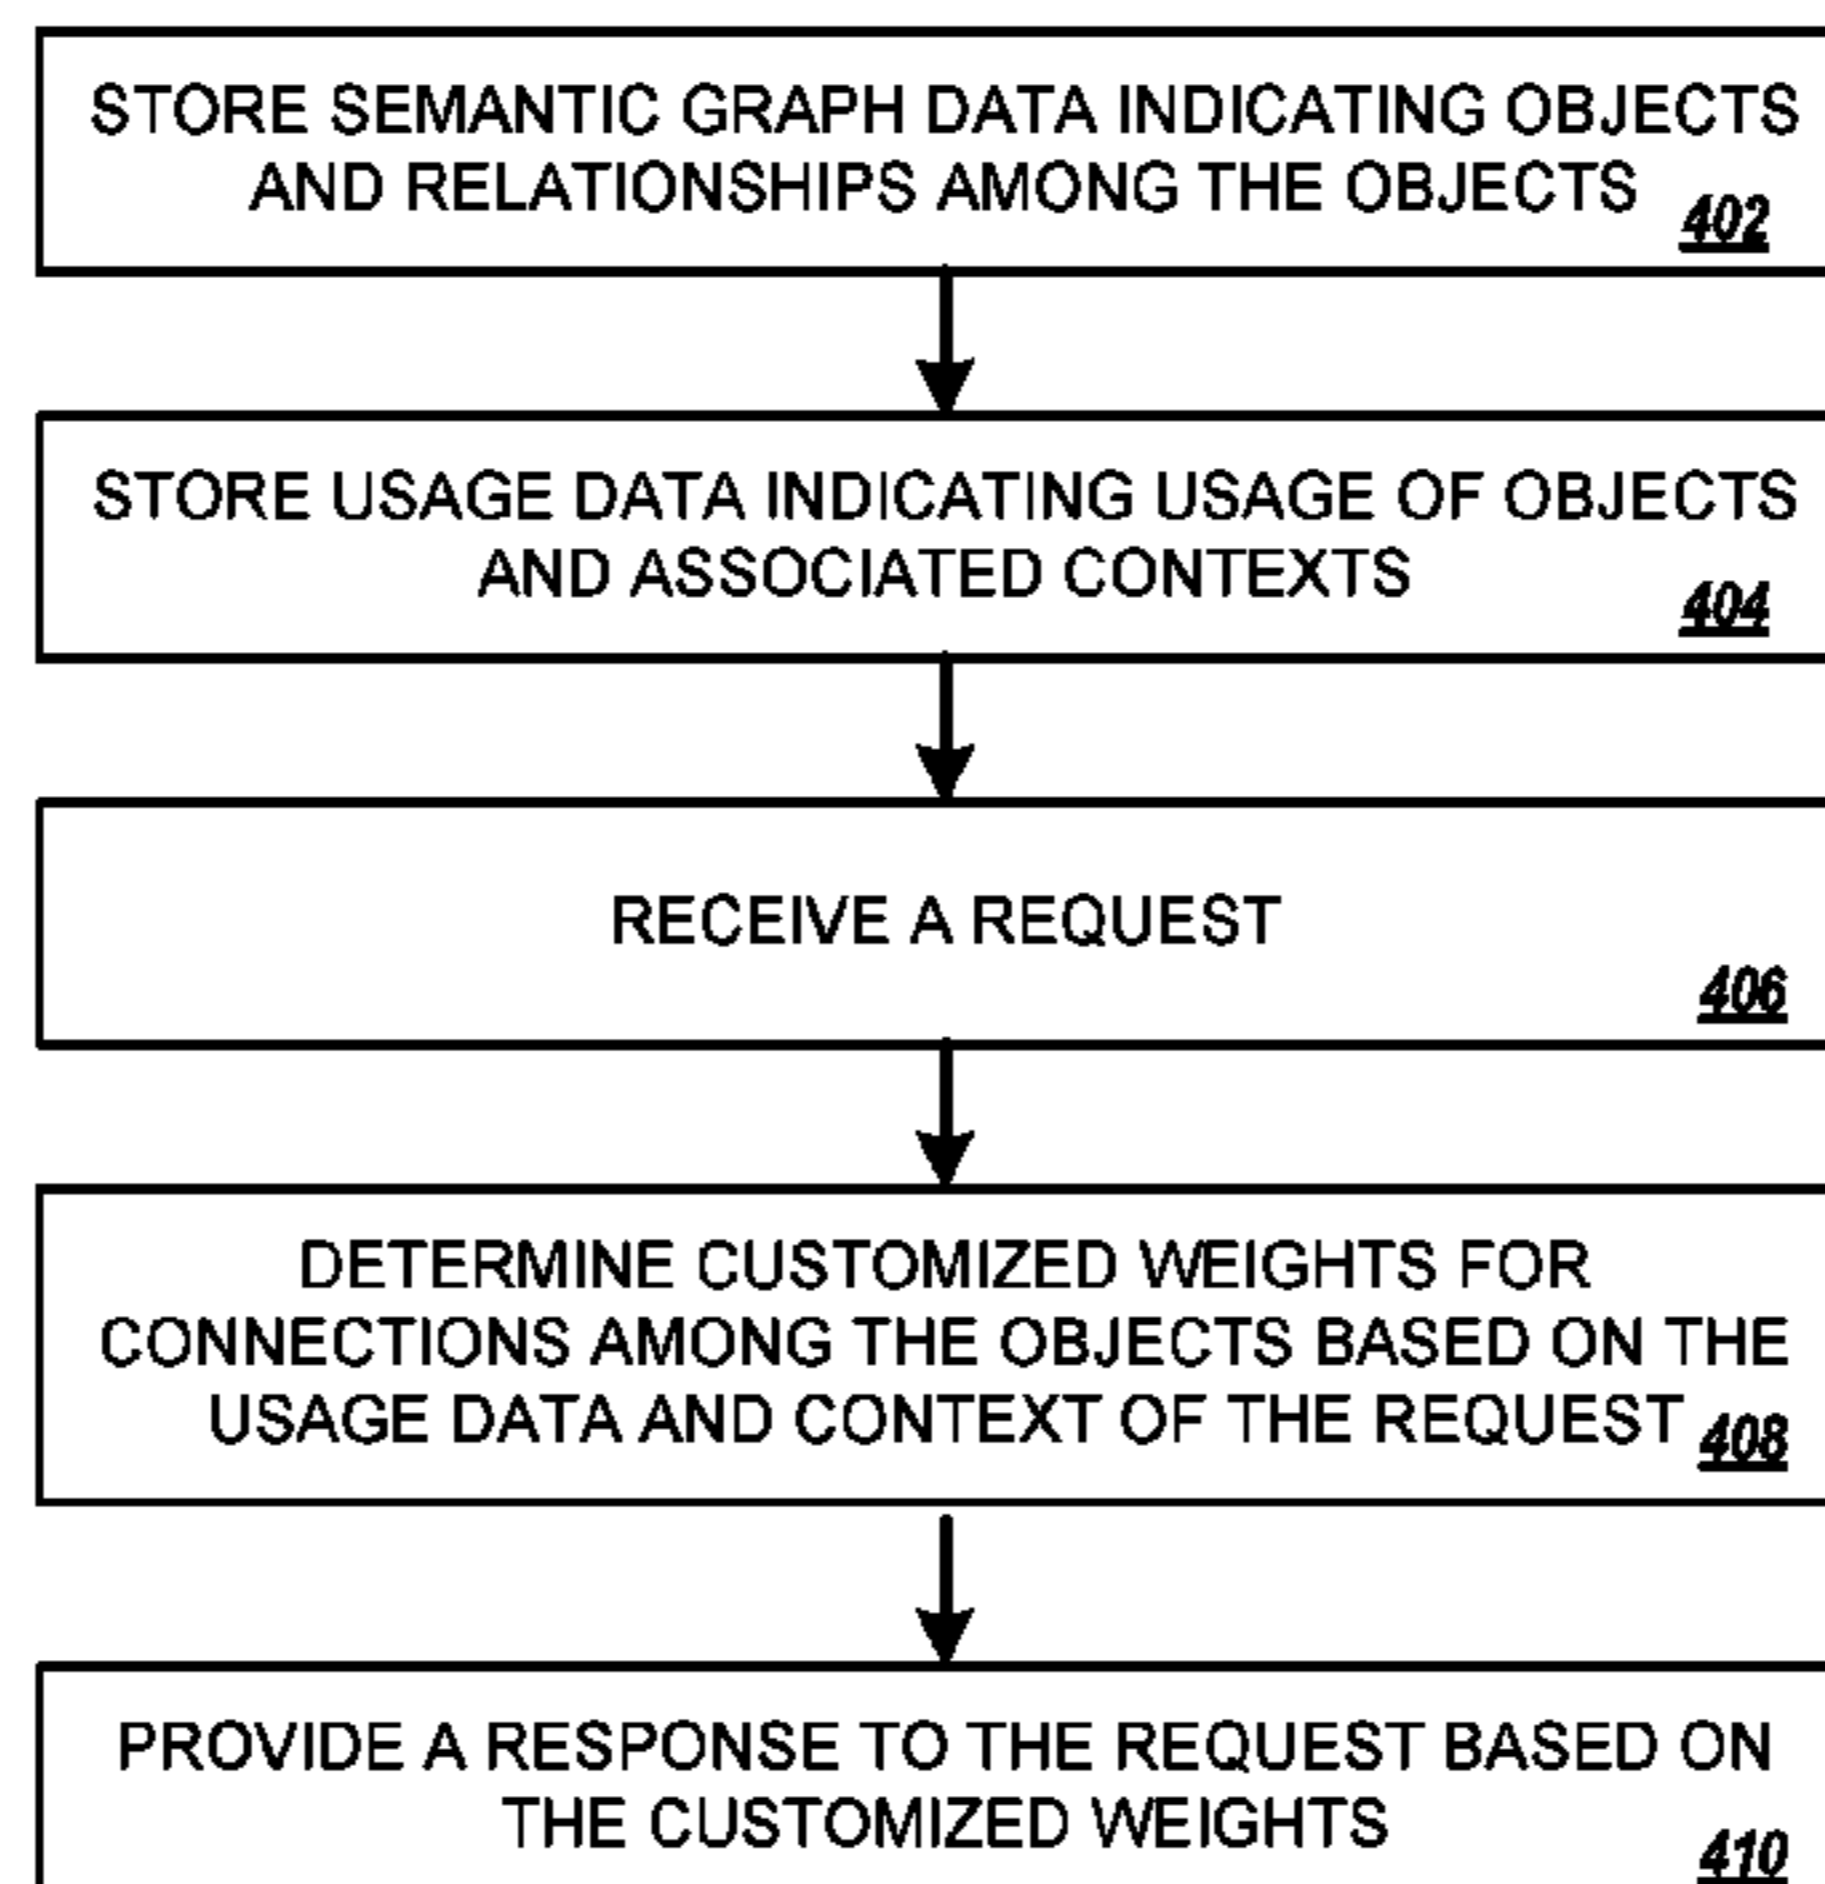 STORE SEMANTIC GRAPH DATA INDICATING OBJECTS
AND RELATIONSHIPS AMONG THE OBJECTS
402
STORE USAGE DATA INDICATING USAGE OF OBJECTS
AND ASSOCIATED CONTEXTS
404
RECEIVE A REQUEST
406
DETERMINE CUSTOMIZED WEIGHTS FOR
CONNECTIONS AMONG THE OBJECTS BASED ON THE
USAGE DATA AND CONTEXT OF THE REQUEST
408
PROVIDE A RESPONSE TO THE REQUEST BASED ON
THE CUSTOMIZED WEIGHTS
410